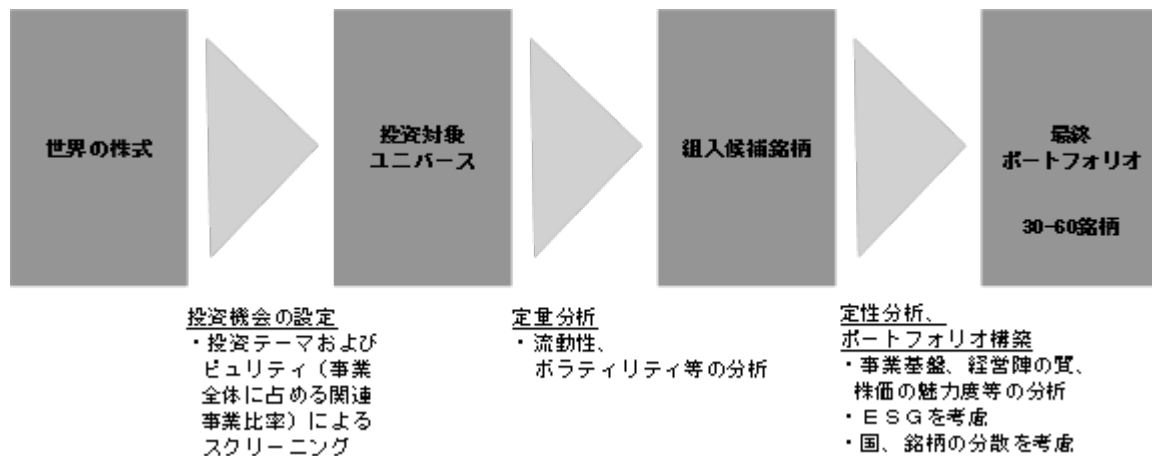 世界の株式
投資対象
ユニバース
組入候補銘柄
最終
ポートフォリオ
30-60銘柄
投資機会の設定
・投資テーマおよび
ピュリティ（事業
全体に占める関連
事業比率）による
スクリーニング
定量分析
・流動性、
ボラティリティ等の分析
定性分析、
ポートフォリオ構築
・事業基盤、経営陣の質、
株価の魅力度等の分析
・ＥＳＧを考慮
・国、銘柄の分散を考慮